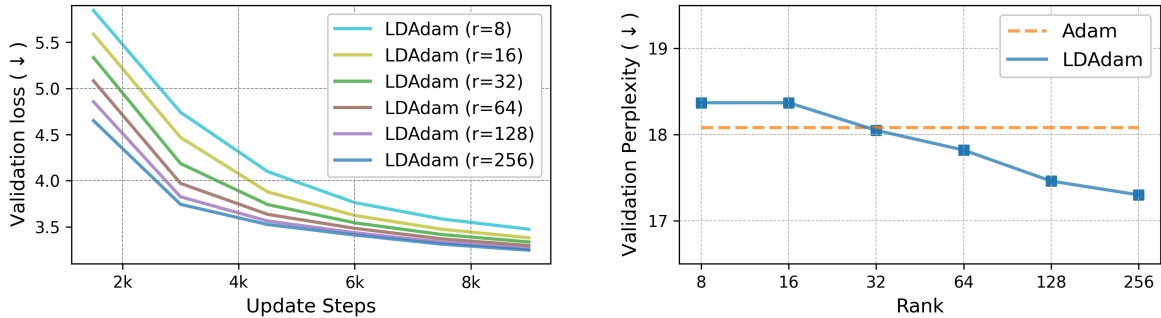 Validation loss (↓)
5.5
5.0
4.5
4.0
3.5
2k
4k
6k
8k
Update Steps
LDAdam (r=8)
LDAdam (r=16)
LDAdam (r=32)
LDAdam (r=64)
LDAdam (r=128)
LDAdam (r=256)
Validation Perplexity (↓)
19
18
17
8
16
32
64
128
256
Rank
Adam
LDAdam